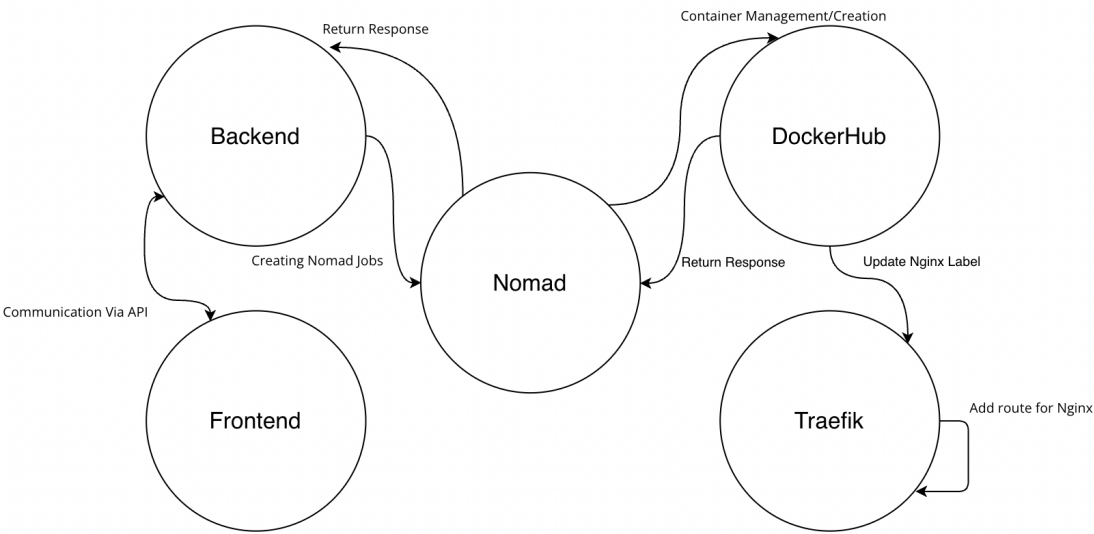 Container Management/Creation
Return Response
Backend
DockerHub
Creating Nomad Jobs
Return Response
Update Nginx Label
Nomad
Communication Via API
Frontend
Traefik
Add route for Nginx